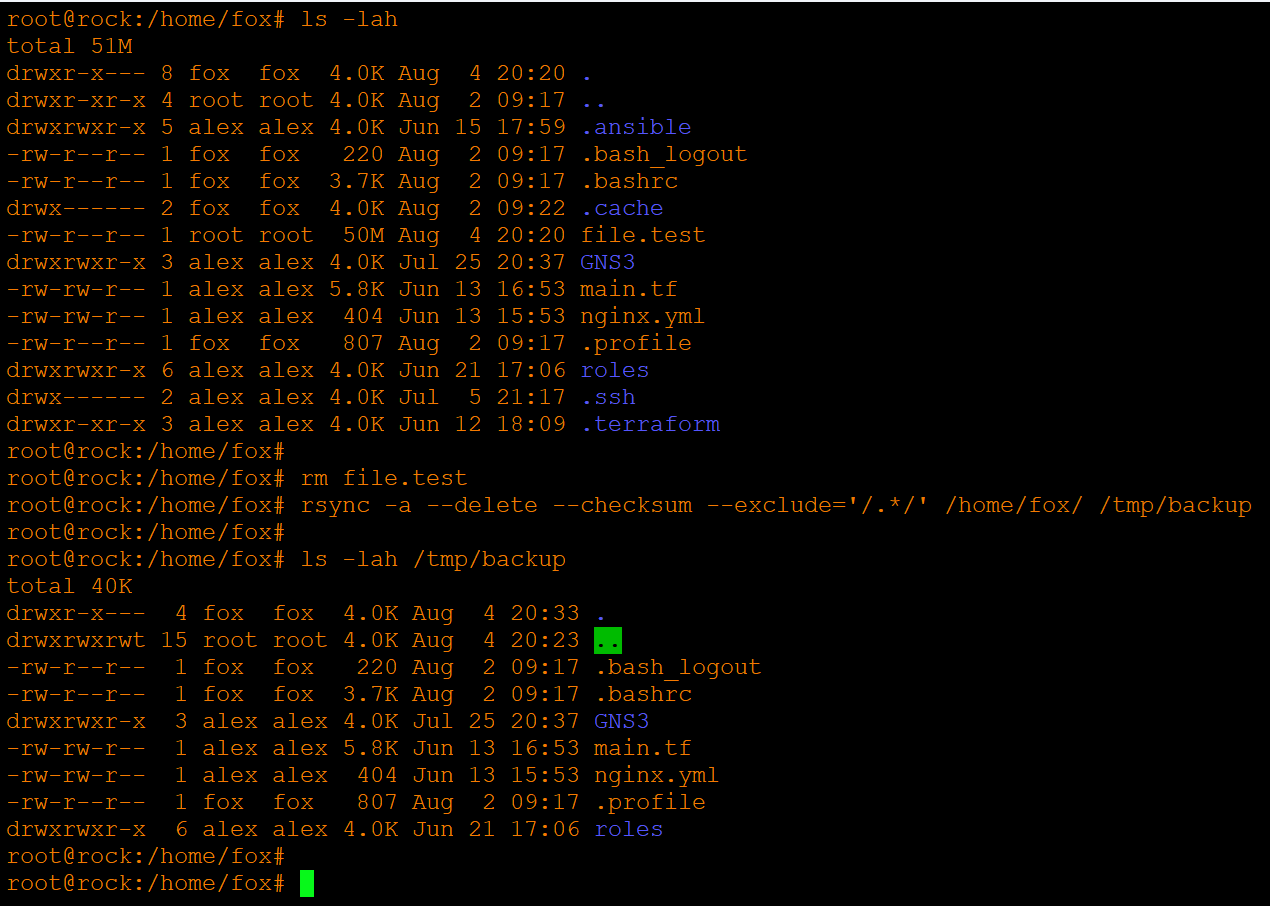 root@rock:/home/fox# ls -lah
total 51M
drwxr-x--- 8 fox  fox  4.0K Aug  4 20:20 .
drwxr-xr-x 4 root root 4.0K Aug  2 09:17 ..
drwxrwxr-x 5 alex alex 4.0K Jun 15 17:59 .ansible
-rw-r--r-- 1 fox  fox   220 Aug  2 09:17 .bash_logout
-rw-r--r-- 1 fox  fox  3.7K Aug  2 09:17 .bashrc
drwx------ 2 fox  fox  4.0K Aug  2 09:22 .cache
-rw-r--r-- 1 root root  50M Aug  4 20:20 file.test
drwxrwxr-x 3 alex alex 4.0K Jul 25 20:37 GNS3
-rw-rw-r-- 1 alex alex 5.8K Jun 13 16:53 main.tf
-rw-rw-r-- 1 alex alex  404 Jun 13 15:53 nginx.yml
-rw-r--r-- 1 fox  fox   807 Aug  2 09:17 .profile
drwxrwxr-x 6 alex alex 4.0K Jun 21 17:06 roles
drwx------ 2 alex alex 4.0K Jul  5 21:17 .ssh
drwxr-xr-x 3 alex alex 4.0K Jun 12 18:09 .terraform
root@rock:/home/fox#
root@rock:/home/fox# rm file.test
root@rock:/home/fox# rsync -a --delete --checksum --exclude='/.*/' /home/fox/ /tmp/backup
root@rock:/home/fox#
root@rock:/home/fox# ls -lah /tmp/backup
total 40K
drwxr-x---  4 fox  fox  4.0K Aug  4 20:33 .
drwxrwxrwt 15 root root 4.0K Aug  4 20:23 ..
-rw-r--r--  1 fox  fox   220 Aug  2 09:17 .bash_logout
-rw-r--r--  1 fox  fox  3.7K Aug  2 09:17 .bashrc
drwxrwxr-x  3 alex alex 4.0K Jul 25 20:37 GNS3
-rw-rw-r--  1 alex alex 5.8K Jun 13 16:53 main.tf
-rw-rw-r--  1 alex alex  404 Jun 13 15:53 nginx.yml
-rw-r--r--  1 fox  fox   807 Aug  2 09:17 .profile
drwxrwxr-x  6 alex alex 4.0K Jun 21 17:06 roles
root@rock:/home/fox#
root@rock:/home/fox#